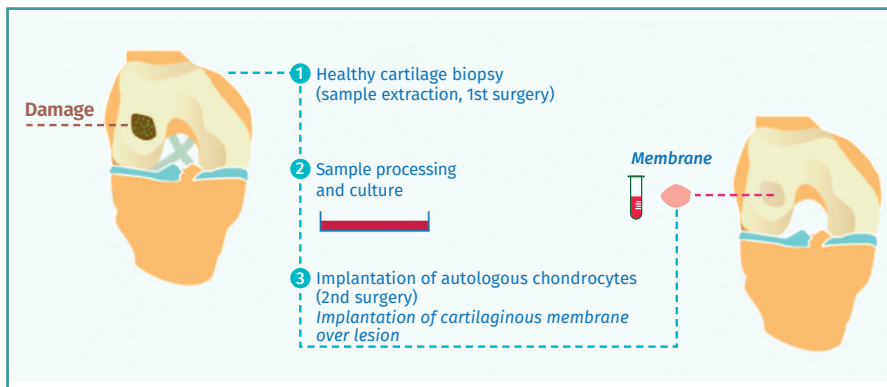 Damage
1 Healthy cartilage biopsy
(sample extraction, 1st surgery)
2 Sample processing
and culture
Membrane
3 Implantation of autologous chondrocytes
(2nd surgery)
Implantation of cartilaginous membrane
over lesion